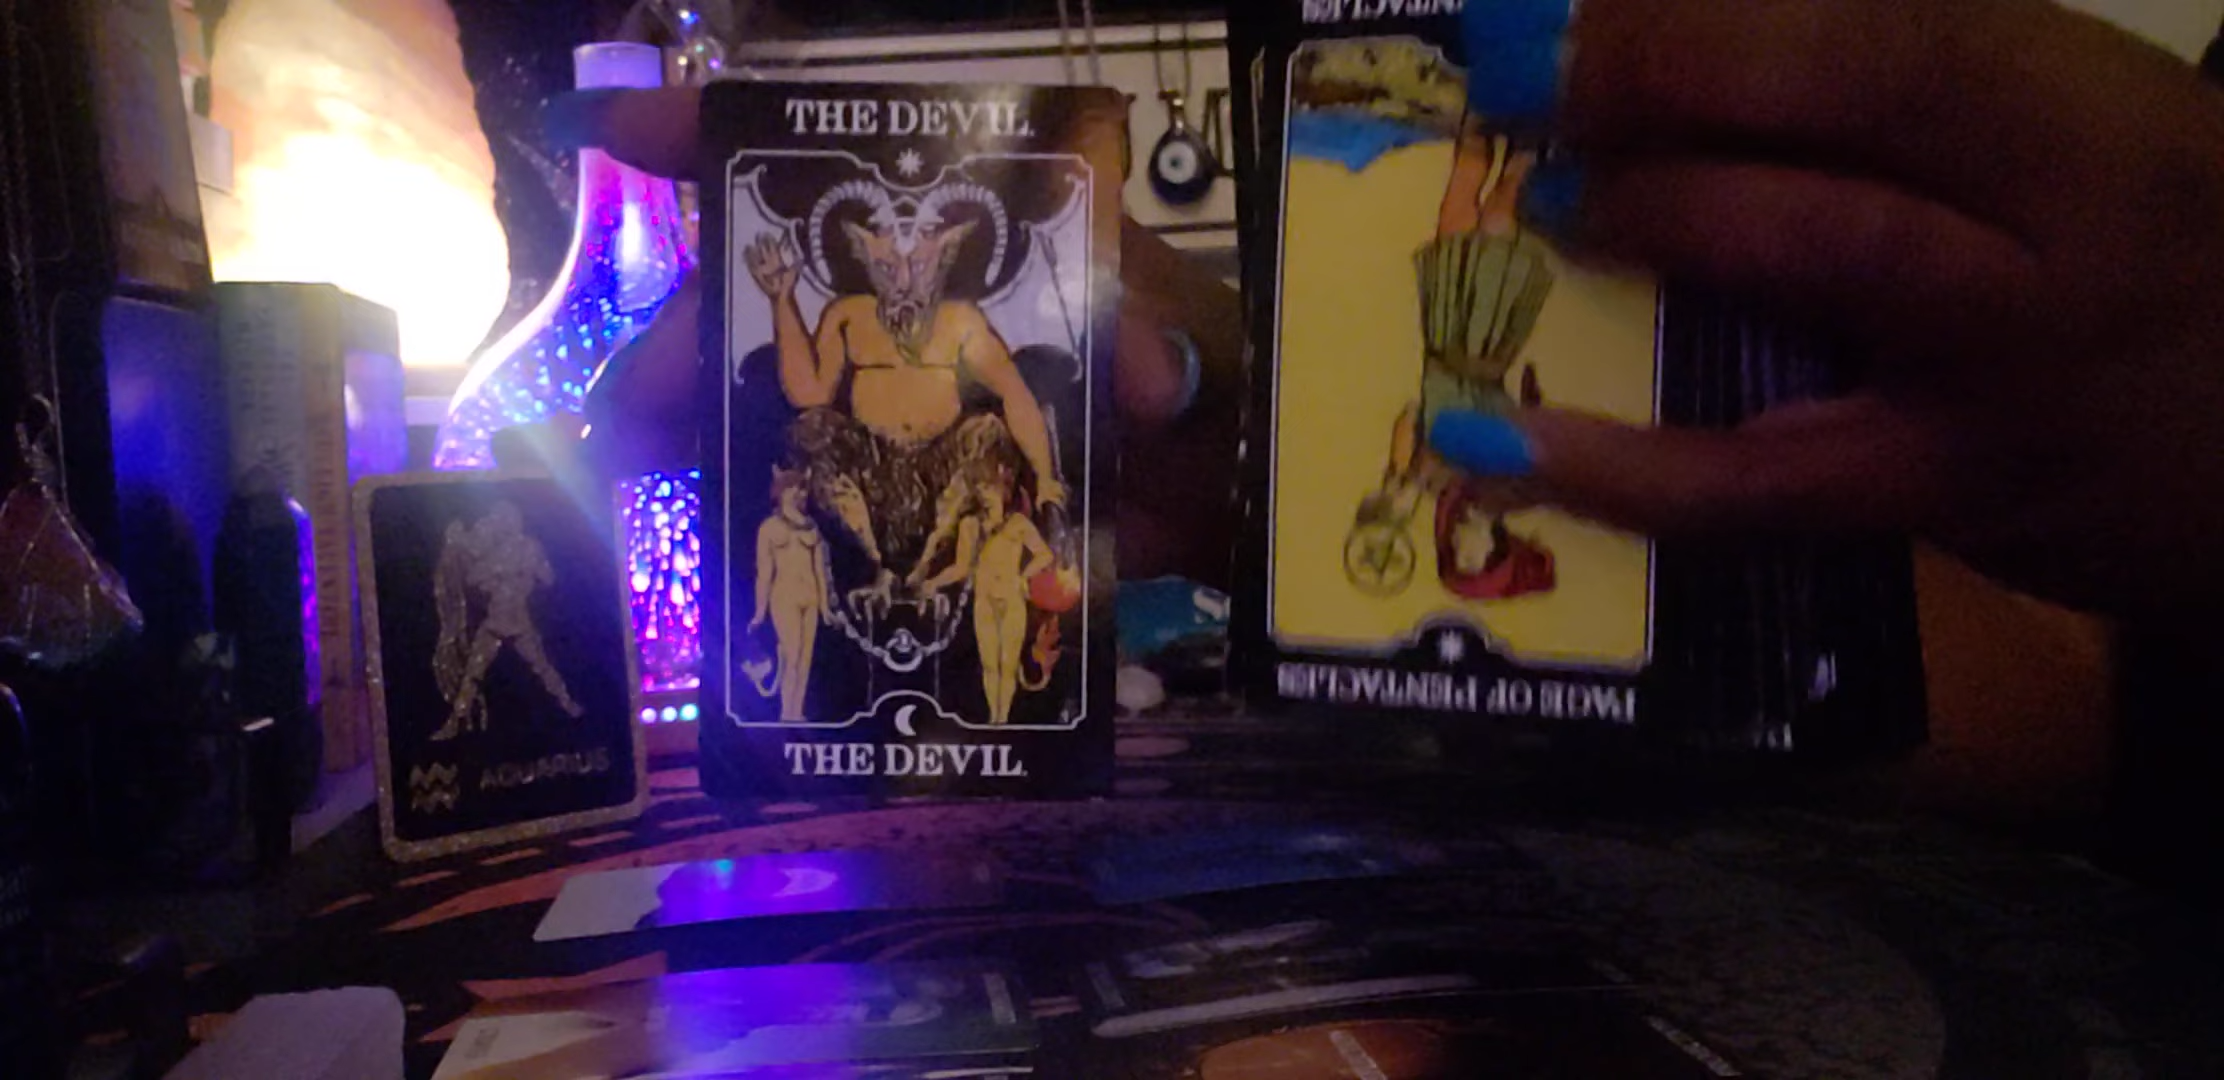 THE DEVIL.
THE DEVIL.
AQUARIUS
PAGE OF PENTACLES